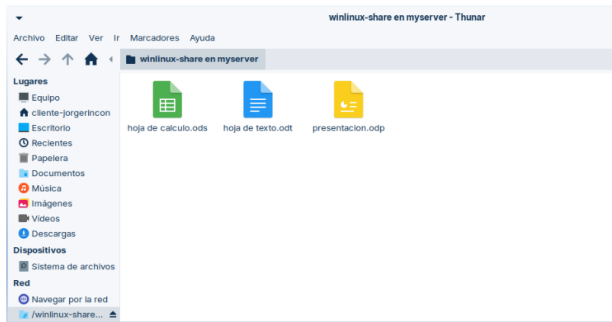 winlinux-share en myserver - Thunar
Archivo Editar Ver Ir Marcadores Ayuda
winlinux-share en myserver
Lugares
Equipo
cliente-jorgerincon
Escritorio
Recientes
Papelera
Documentos
Música
Imágenes
Vídeos
Descargas
Dispositivos
Sistema de archivos
Red
Navegar por la red
/winlinux-share...
hoja de calculo.ods
hoja de texto.odt
presentacion.odp